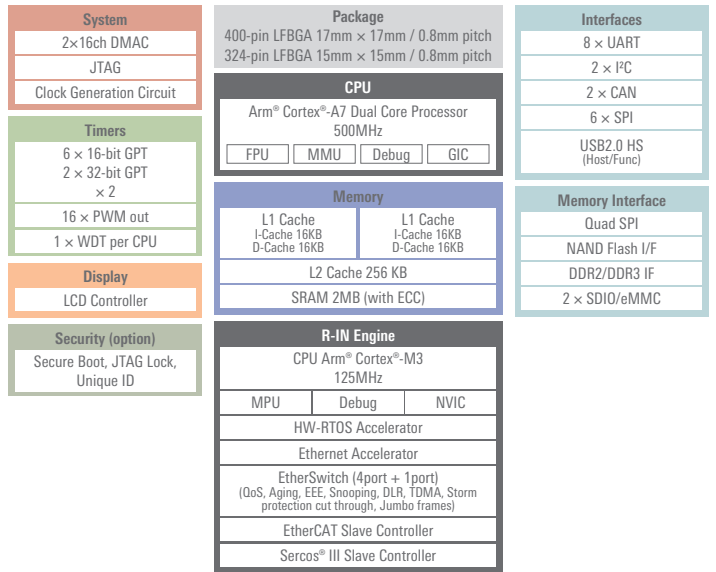 System
2×16ch DMAC
JTAG
Clock Generation Circuit
Timers
6 × 16-bit GPT
2 × 32-bit GPT
× 2
16 × PWM out
1 × WDT per CPU
Display
LCD Controller
Security (option)
Secure Boot, JTAG Lock,
Unique ID
Package
400-pin LFBGA 17mm × 17mm / 0.8mm pitch
324-pin LFBGA 15mm × 15mm / 0.8mm pitch
CPU
Arm® Cortex®-A7 Dual Core Processor
500MHz
FPU MMU Debug GIC
Memory
L1 Cache
I-Cache 16KB
D-Cache 16KB
L1 Cache
I-Cache 16KB
D-Cache 16KB
L2 Cache 256 KB
SRAM 2MB (with ECC)
R-IN Engine
CPU Arm® Cortex®-M3
125MHz
MPU Debug NVIC
HW-RTOS Accelerator
Ethernet Accelerator
EtherSwitch (4port + 1port)
(QoS, Aging, EEE, Snooping, DLR, TDMA, Storm
protection cut through, Jumbo frames)
EtherCAT Slave Controller
Sercos® III Slave Controller
Interfaces
8 × UART
2 × I²C
2 × CAN
6 × SPI
USB2.0 HS
(Host/Func)
Memory Interface
Quad SPI
NAND Flash I/F
DDR2/DDR3 IF
2 × SDIO/eMMC